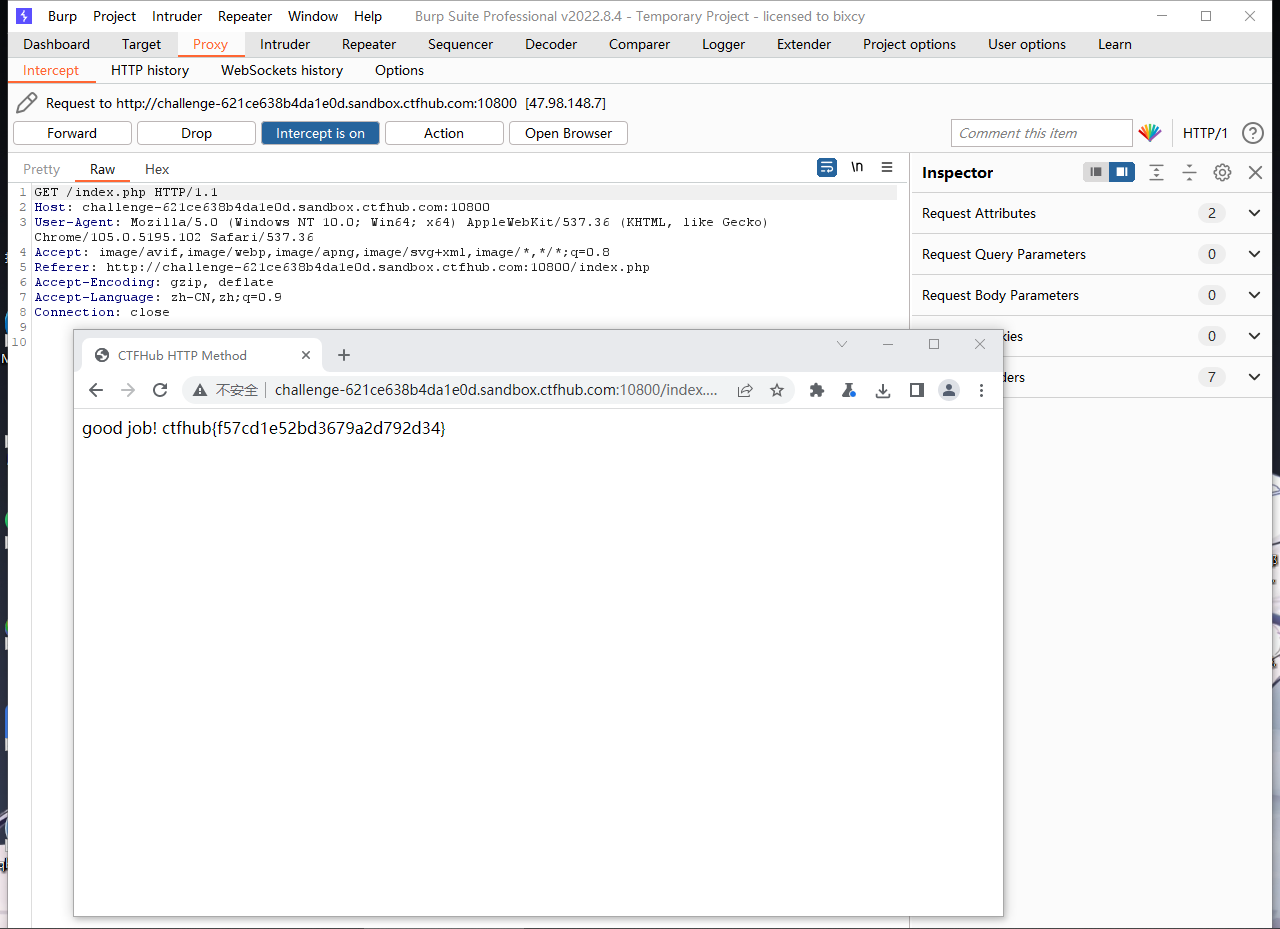 Burp Project Intruder Repeater Window Help Burp Suite Professional v2022.8.4 - Temporary Project - licensed to bixcy
Dashboard Target Proxy Intruder Repeater Sequencer Decoder Comparer Logger Extender Project options User options Learn
Intercept HTTP history WebSockets history Options
Request to http://challenge-621ce638b4da1e0d.sandbox.ctfhub.com:10800 [47.98.148.7]
Forward Drop Intercept is on Action Open Browser Comment this item HTTP/1 ?
Pretty Raw Hex \n
Inspector
1 GET /index.php HTTP/1.1
2 Host: challenge-621ce638b4da1e0d.sandbox.ctfhub.com:10800
3 User-Agent: Mozilla/5.0 (Windows NT 10.0; Win64; x64) AppleWebKit/537.36 (KHTML, like Gecko)
Chrome/105.0.5195.102 Safari/537.36
4 Accept: image/avif,image/webp,image/apng,image/svg+xml,image/*,*/*;q=0.8
5 Referer: http://challenge-621ce638b4da1e0d.sandbox.ctfhub.com:10800/index.php
6 Accept-Encoding: gzip, deflate
7 Accept-Language: zh-CN,zh;q=0.9
8 Connection: close
9
10
Request Attributes 2
Request Query Parameters 0
Request Body Parameters 0
kies 0
ders 7
CTFHub HTTP Method
不安全 challenge-621ce638b4da1e0d.sandbox.ctfhub.com:10800/index....
good job! ctfhub{f57cd1e52bd3679a2d792d34}